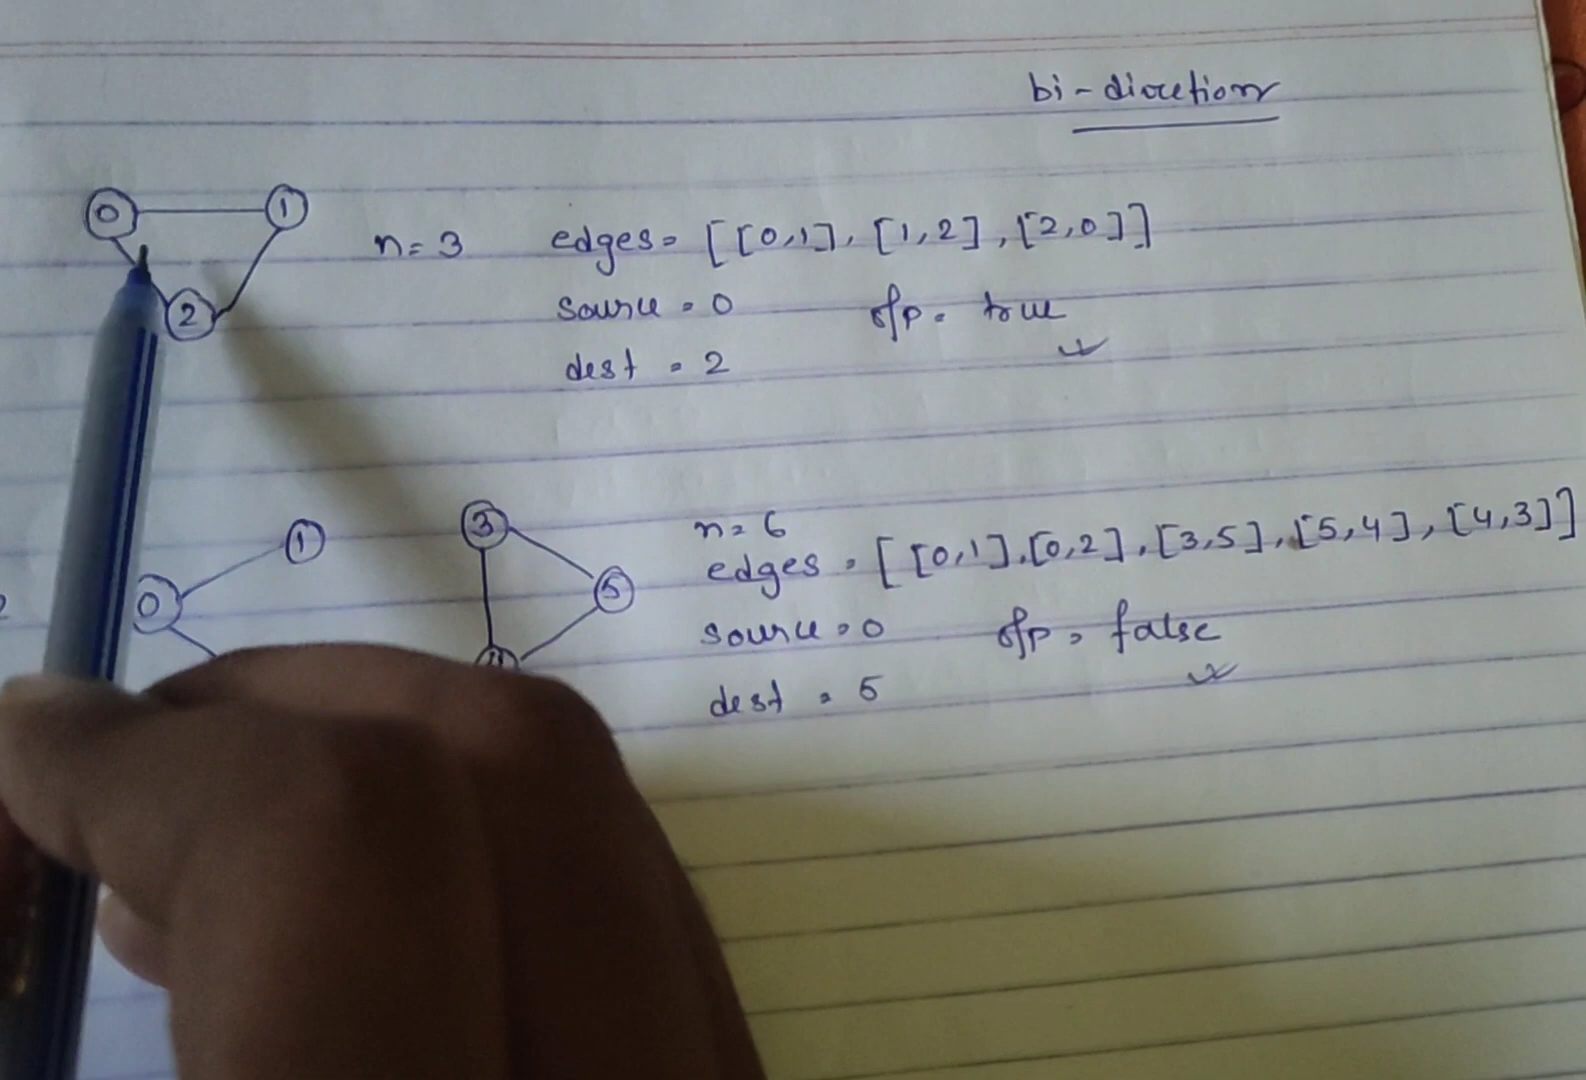 bi-direction
0 1
n=3 edges= [[0,1], [1,2], [2,0]]
2
source = 0 o/p = true
dest = 2
n=6
3
1
edges = [[0,1],[0,2],[3,5],[5,4],[4,3]]
0 5
source = 0 o/p = false
4
dest = 5